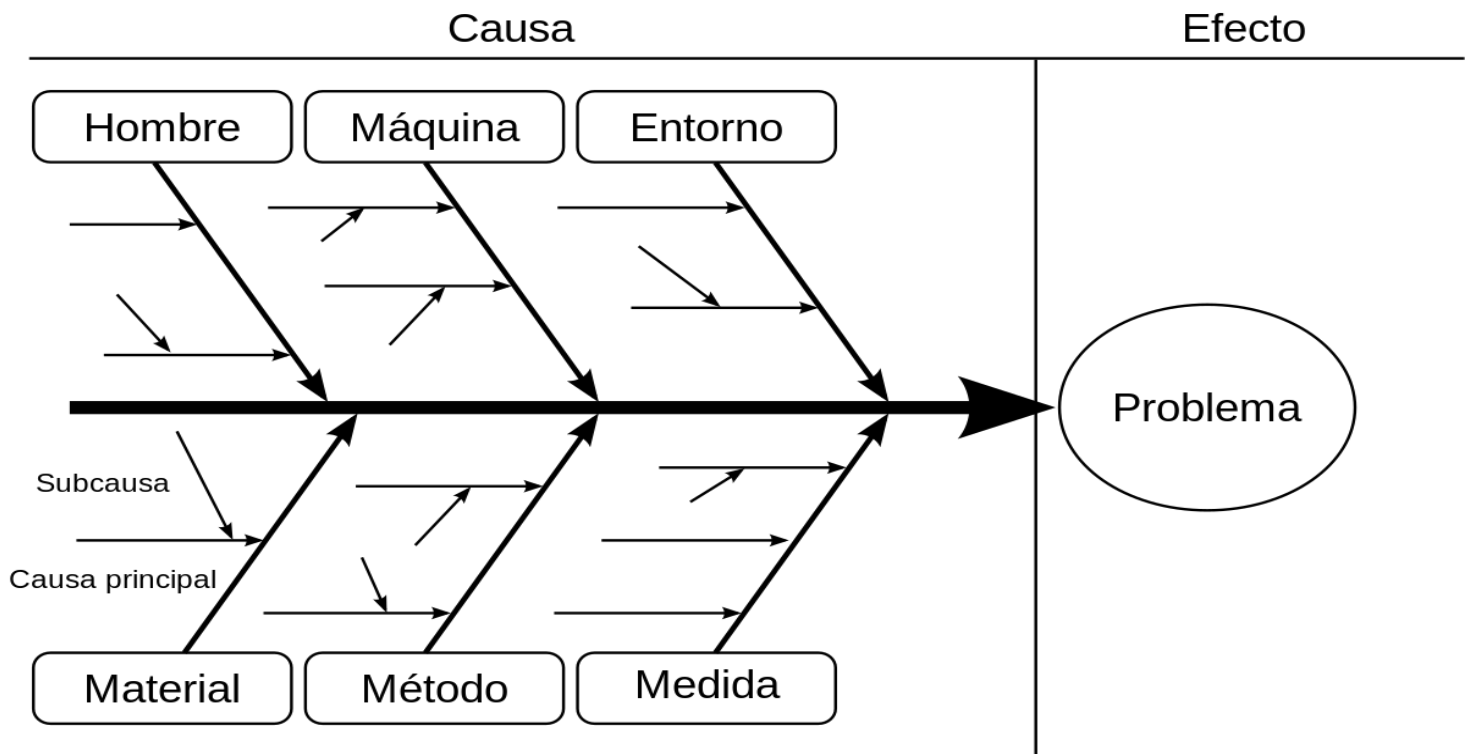 Causa
Efecto
Hombre
Máquina
Entorno
Problema
Subcausa
Causa principal
Material
Método
Medida